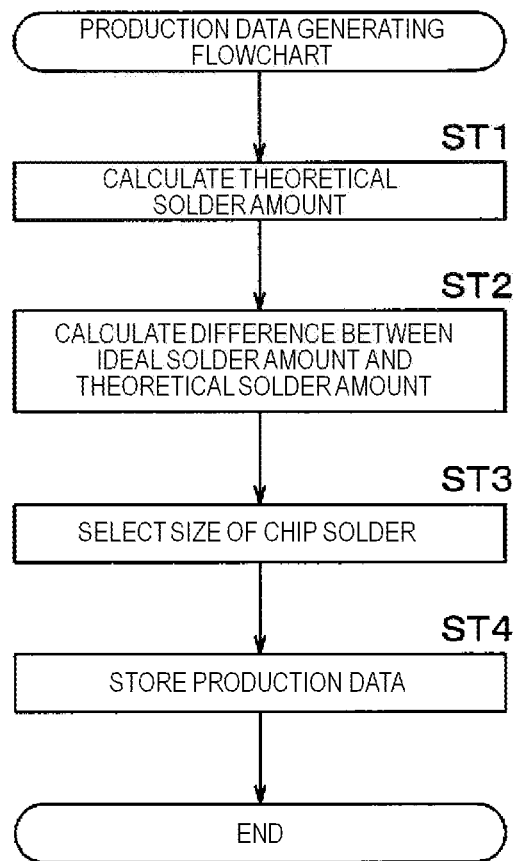 PRODUCTION DATA GENERATING
FLOWCHART
ST1
CALCULATE THEORETICAL
SOLDER AMOUNT
ST2
CALCULATE DIFFERENCE BETWEEN
IDEAL SOLDER AMOUNT AND
THEORETICAL SOLDER AMOUNT
ST3
SELECT SIZE OF CHIP SOLDER
ST4
STORE PRODUCTION DATA
END